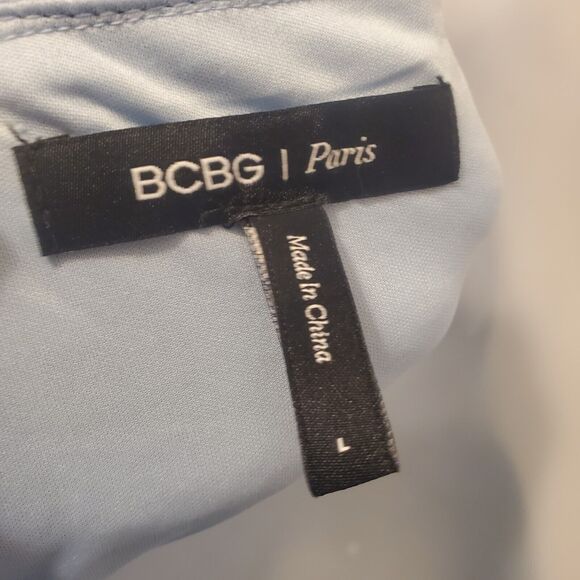 BCBG | Paris
Made in China
L